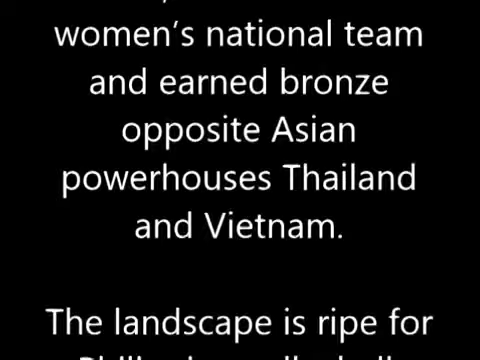 women's national team
and earned bronze
opposite Asian
powerhouses Thailand
and Vietnam.
The landscape is ripe for